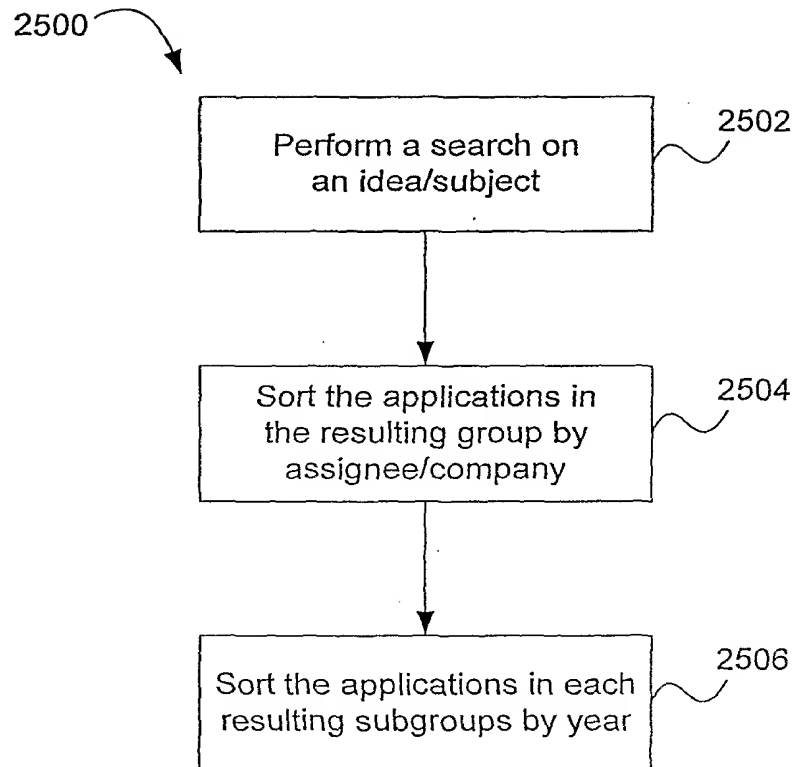 2500
2502
Perform a search on
an idea/subject
2504
Sort the applications in
the resulting group by
assignee/company
2506
Sort the applications in each
resulting subgroups by year